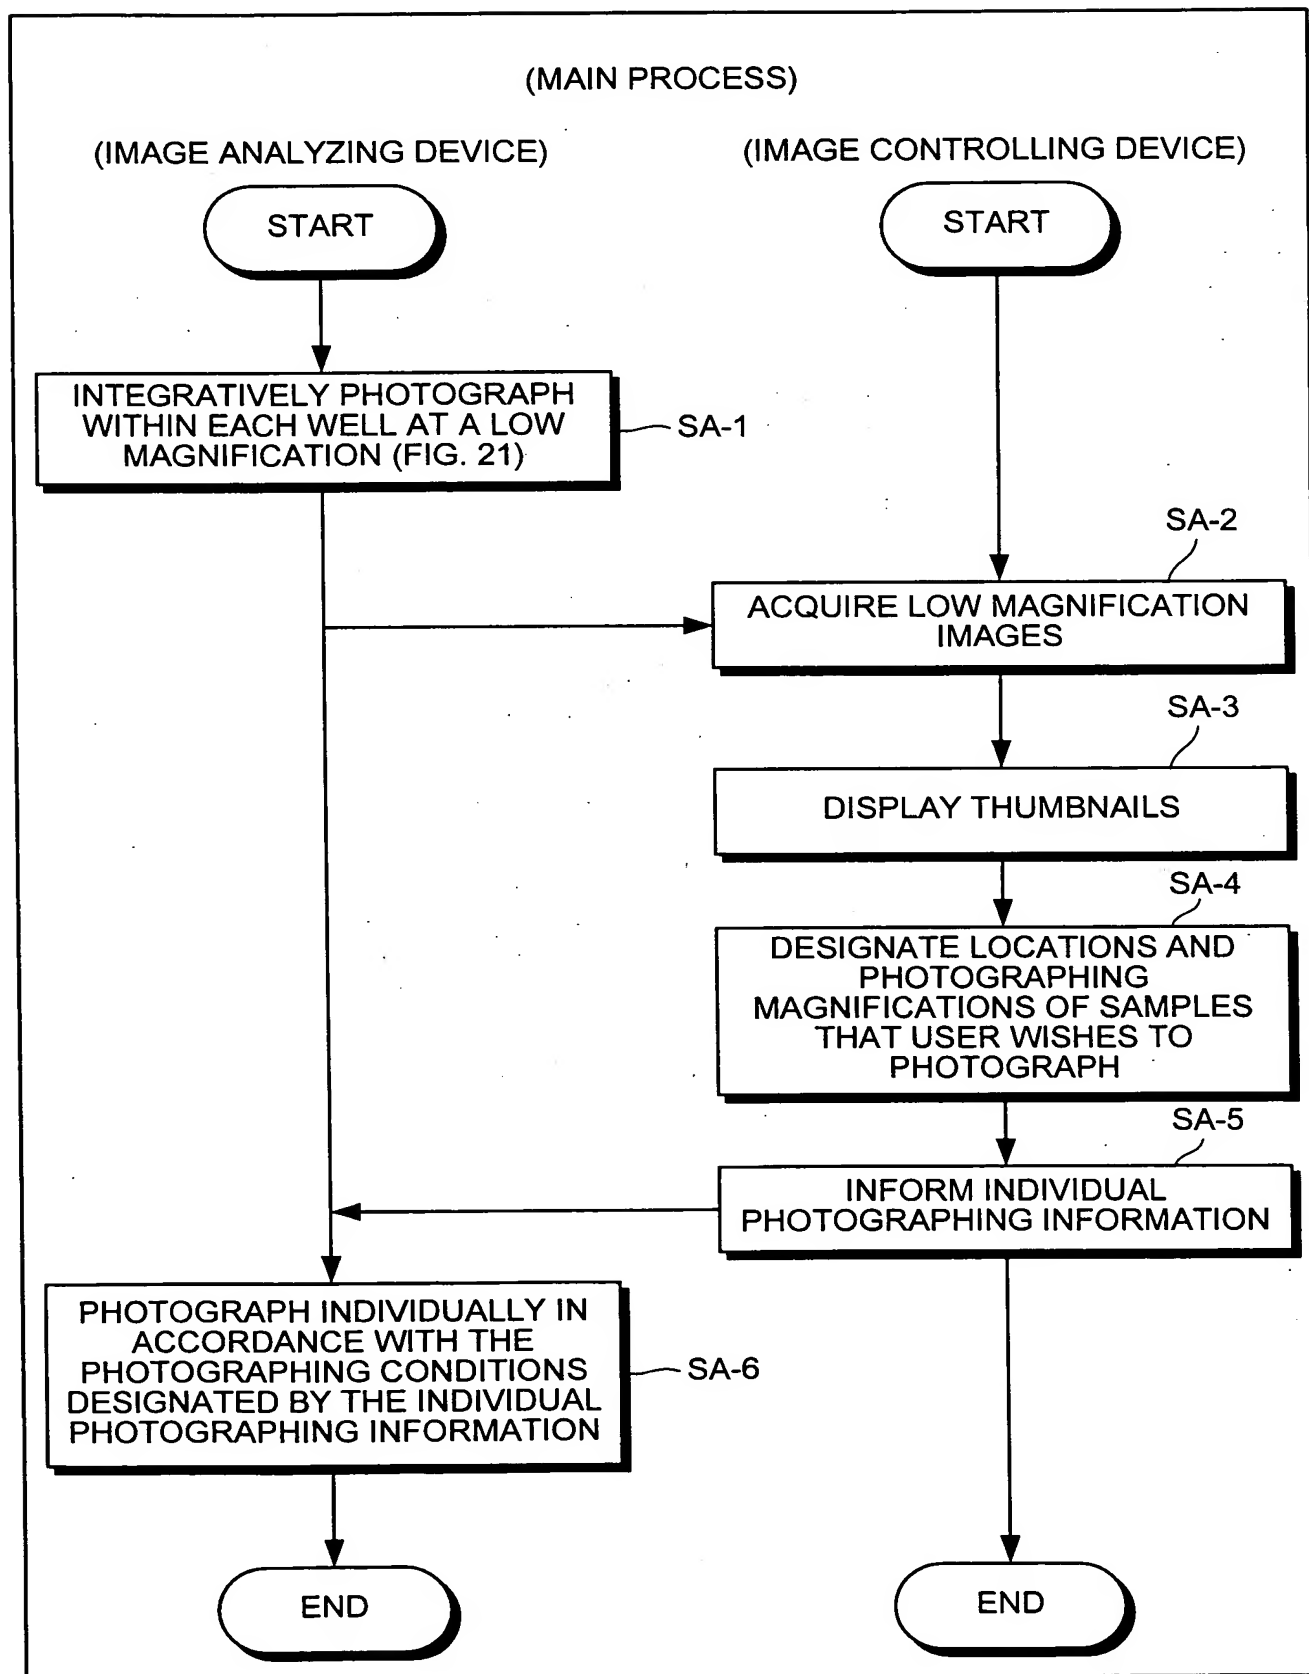 (MAIN PROCESS)
(IMAGE ANALYZING DEVICE)
(IMAGE CONTROLLING DEVICE)
START
START
INTEGRATIVELY PHOTOGRAPH
WITHIN EACH WELL AT A LOW
MAGNIFICATION (FIG. 21)
SA-1
SA-2
ACQUIRE LOW MAGNIFICATION
IMAGES
SA-3
DISPLAY THUMBNAILS
SA-4
DESIGNATE LOCATIONS AND
PHOTOGRAPHING
MAGNIFICATIONS OF SAMPLES
THAT USER WISHES TO
PHOTOGRAPH
SA-5
INFORM INDIVIDUAL
PHOTOGRAPHING INFORMATION
PHOTOGRAPH INDIVIDUALLY IN
ACCORDANCE WITH THE
PHOTOGRAPHING CONDITIONS
DESIGNATED BY THE INDIVIDUAL
PHOTOGRAPHING INFORMATION
SA-6
END
END